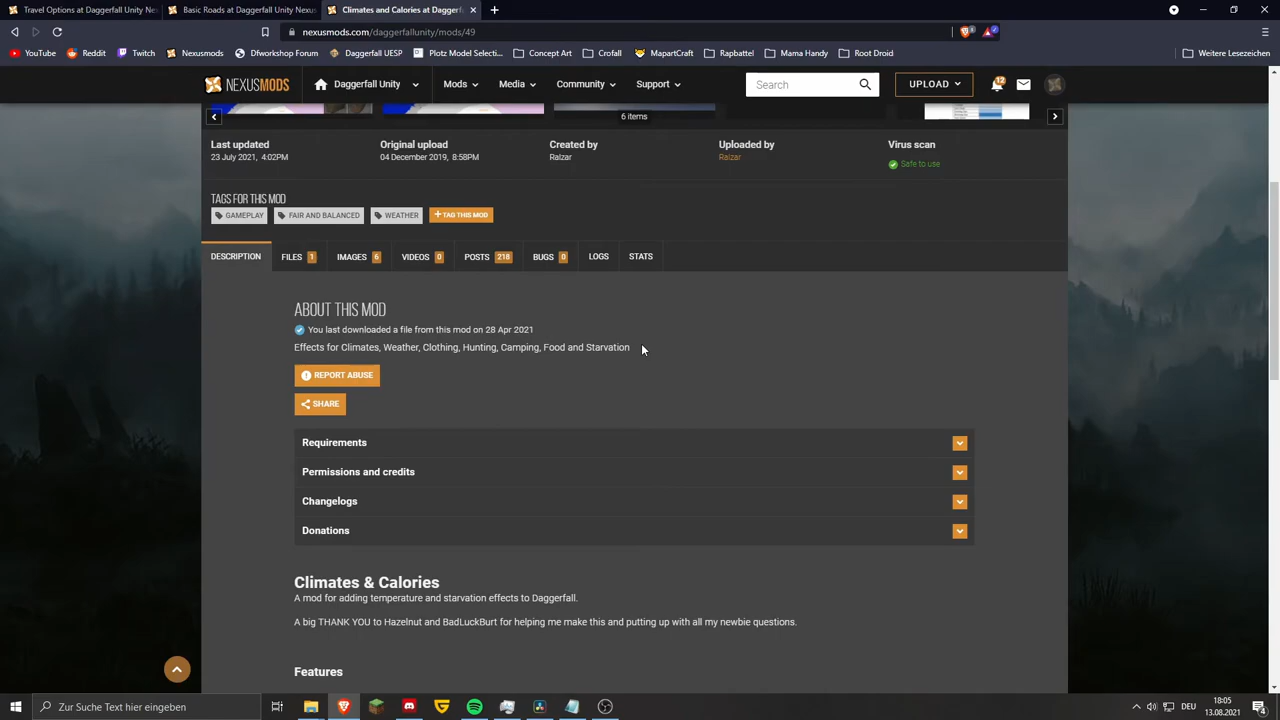 Travel Options at Daggerfall Unity Nex
Basic Roads at Daggerfall Unity Nexus
Climates and Calories at Daggerfa
nexusmods.com/daggerfallunity/mods/49
YouTube
Reddit
Twitch
Nexusmods
Dfworkshop Forum
Daggerfall UESP
Plotz Model Selecti...
Concept Art
Crofall
MapartCraft
Rapbattel
Mama Handy
Root Droid
Weitere Lesezeichen
NEXUSMODS
Daggerfall Unity
Mods
Media
Community
Support
Search
UPLOAD
12
6 items
Last updated
23 July 2021, 4:02PM
Original upload
04 December 2019, 8:58PM
Created by
Ralzar
Uploaded by
Ralzar
Virus scan
Safe to use
TAGS FOR THIS MOD
GAMEPLAY
FAIR AND BALANCED
WEATHER
+ TAG THIS MOD
DESCRIPTION
FILES 1
IMAGES 6
VIDEOS 0
POSTS 218
BUGS 0
LOGS
STATS
ABOUT THIS MOD
You last downloaded a file from this mod on 28 Apr 2021
Effects for Climates, Weather, Clothing, Hunting, Camping, Food and Starvation
REPORT ABUSE
SHARE
Requirements
Permissions and credits
Changelogs
Donations
Climates & Calories
A mod for adding temperature and starvation effects to Daggerfall.
A big THANK YOU to Hazelnut and BadLuckBurt for helping me make this and putting up with all my newbie questions.
Features
Zur Suche Text hier eingeben
DEU
18:05
13.08.2021